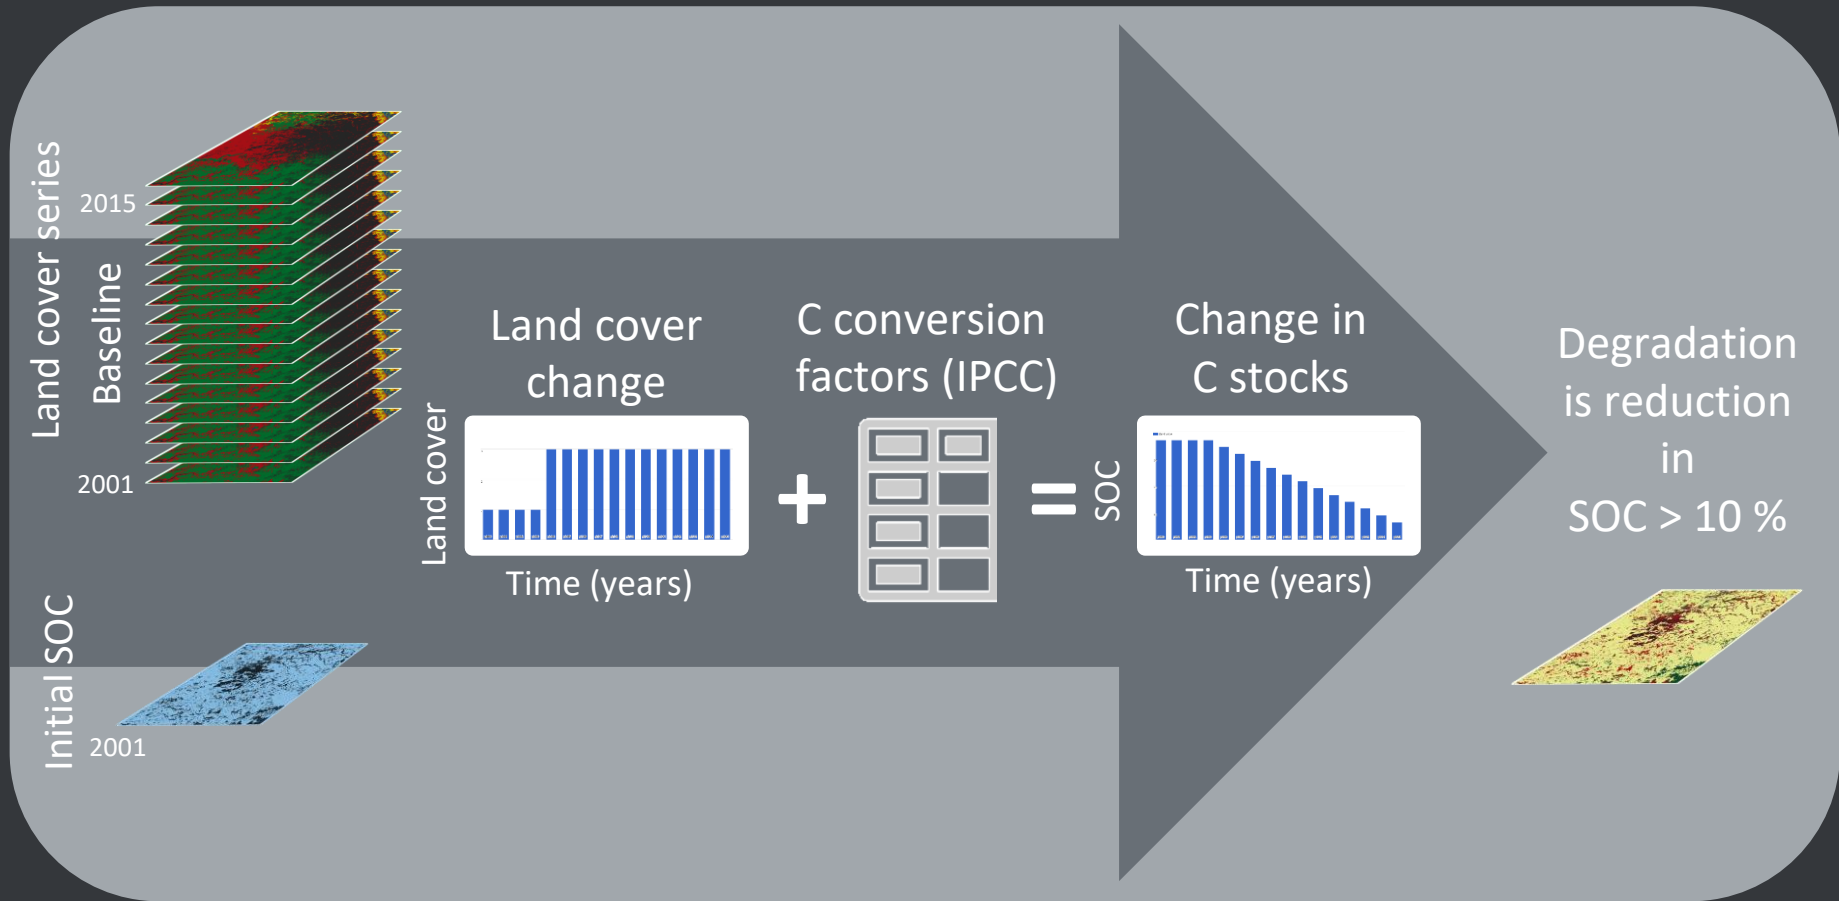 Land cover series
Baseline
2015
2001
Initial SOC
2001
Land cover
change
Land cover
Time (years)
+
C conversion
factors (IPCC)
=
Change in
C stocks
SOC
Time (years)
Degradation
is reduction
in
SOC > 10 %